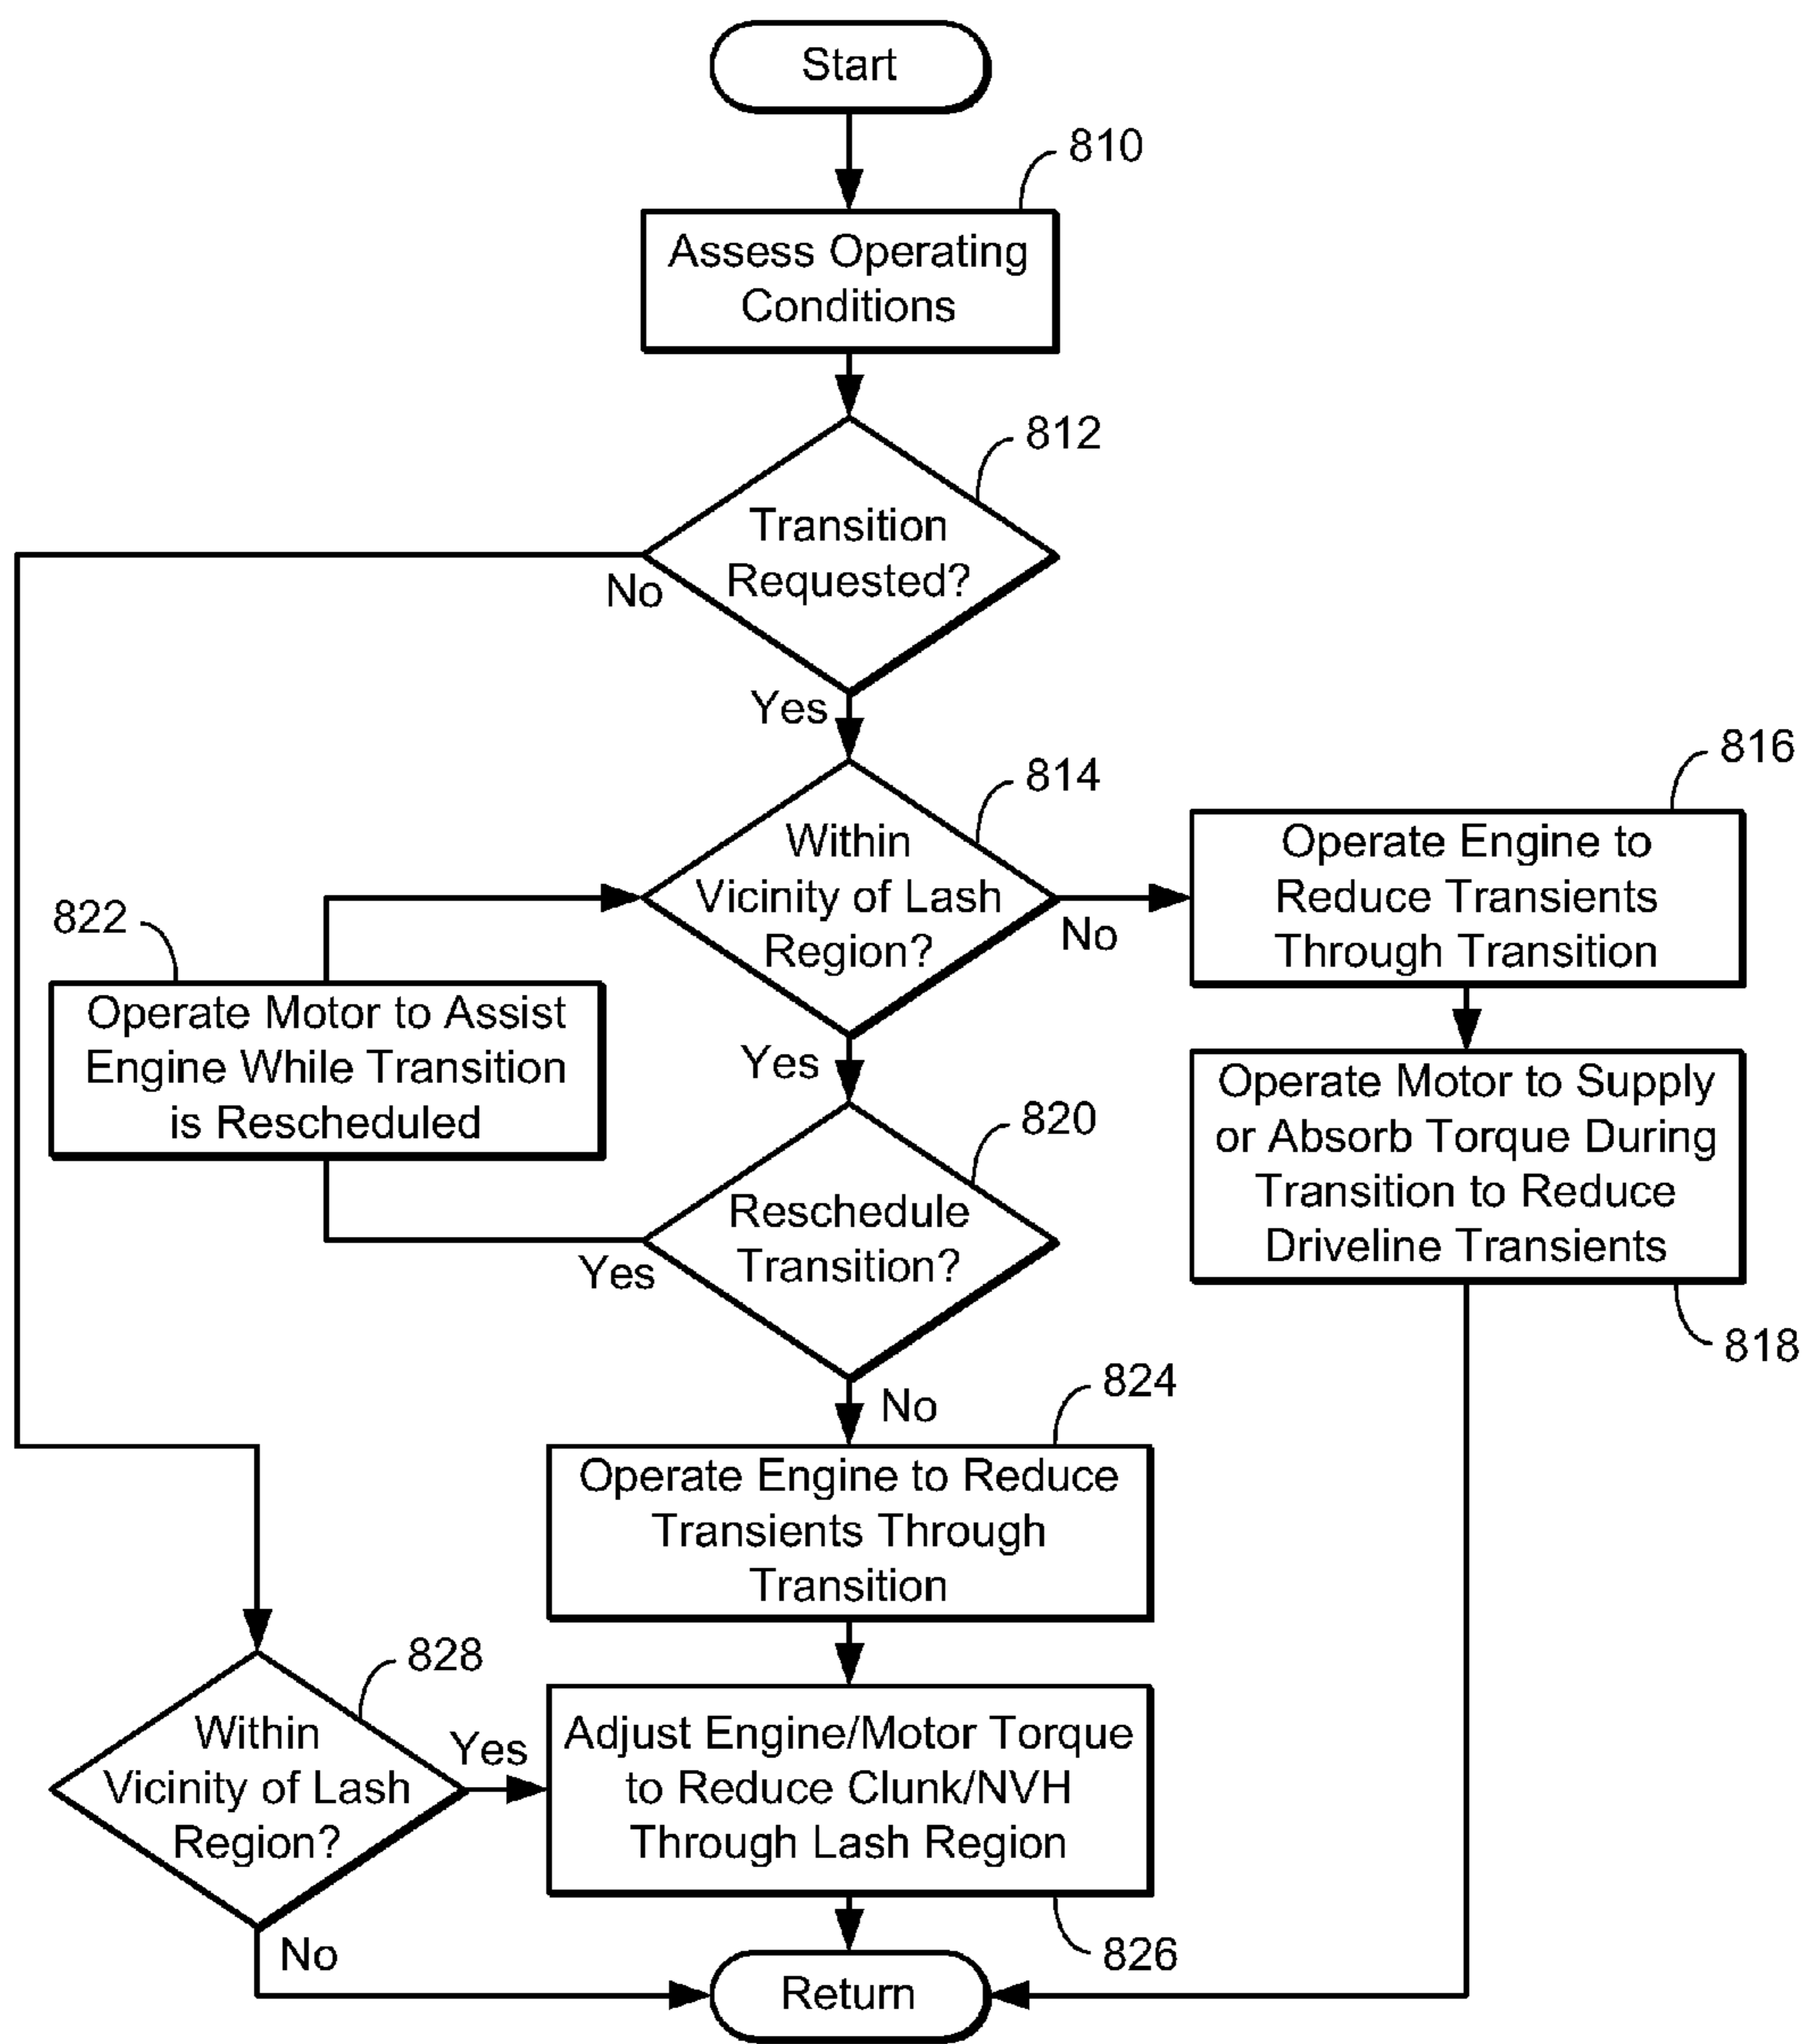 Start
810
Assess Operating
Conditions
812
Transition
Requested?
No
Yes
814
Within
Vicinity of Lash
Region?
No
Yes
816
Operate Engine to
Reduce Transients
Through Transition
822
Operate Motor to Assist
Engine While Transition
is Rescheduled
Operate Motor to Supply
or Absorb Torque During
Transition to Reduce
Driveline Transients
818
820
Reschedule
Transition?
Yes
No
824
Operate Engine to Reduce
Transients Through
Transition
828
Within
Vicinity of Lash
Region?
Yes
No
Adjust Engine/Motor Torque
to Reduce Clunk/NVH
Through Lash Region
826
Return